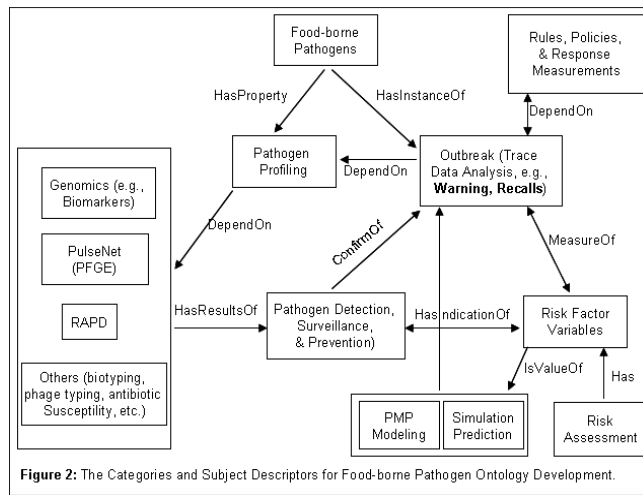 Food-borne
Pathogens
Rules, Policies,
& Response
Measurements
HasProperty
HasInstanceOf
DependOn
Pathogen
Profiling
DependOn
Outbreak (Trace
Data Analysis, e.g.,
Warning, Recalls)
Genomics (e.g.,
Biomarkers)
DependOn
PulseNet
(PFGE)
ConfirmOf
MeasureOf
RAPD
HasResultsOf
Pathogen Detection,
Surveillance,
& Prevention)
HasIndicationOf
Risk Factor
Variables
Others (biotyping,
phage typing, antibiotic
Susceptility, etc.)
IsValueOf
Has
PMP
Modeling
Simulation
Prediction
Risk
Assessment
Figure 2: The Categories and Subject Descriptors for Food-borne Pathogen Ontology Development.